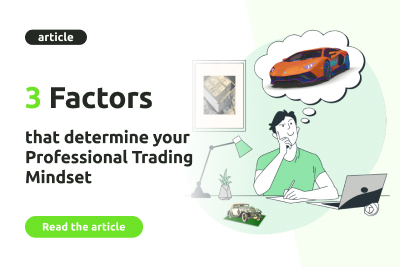 article
3 Factors
that determine your
Professional Trading
Mindset
Read the article